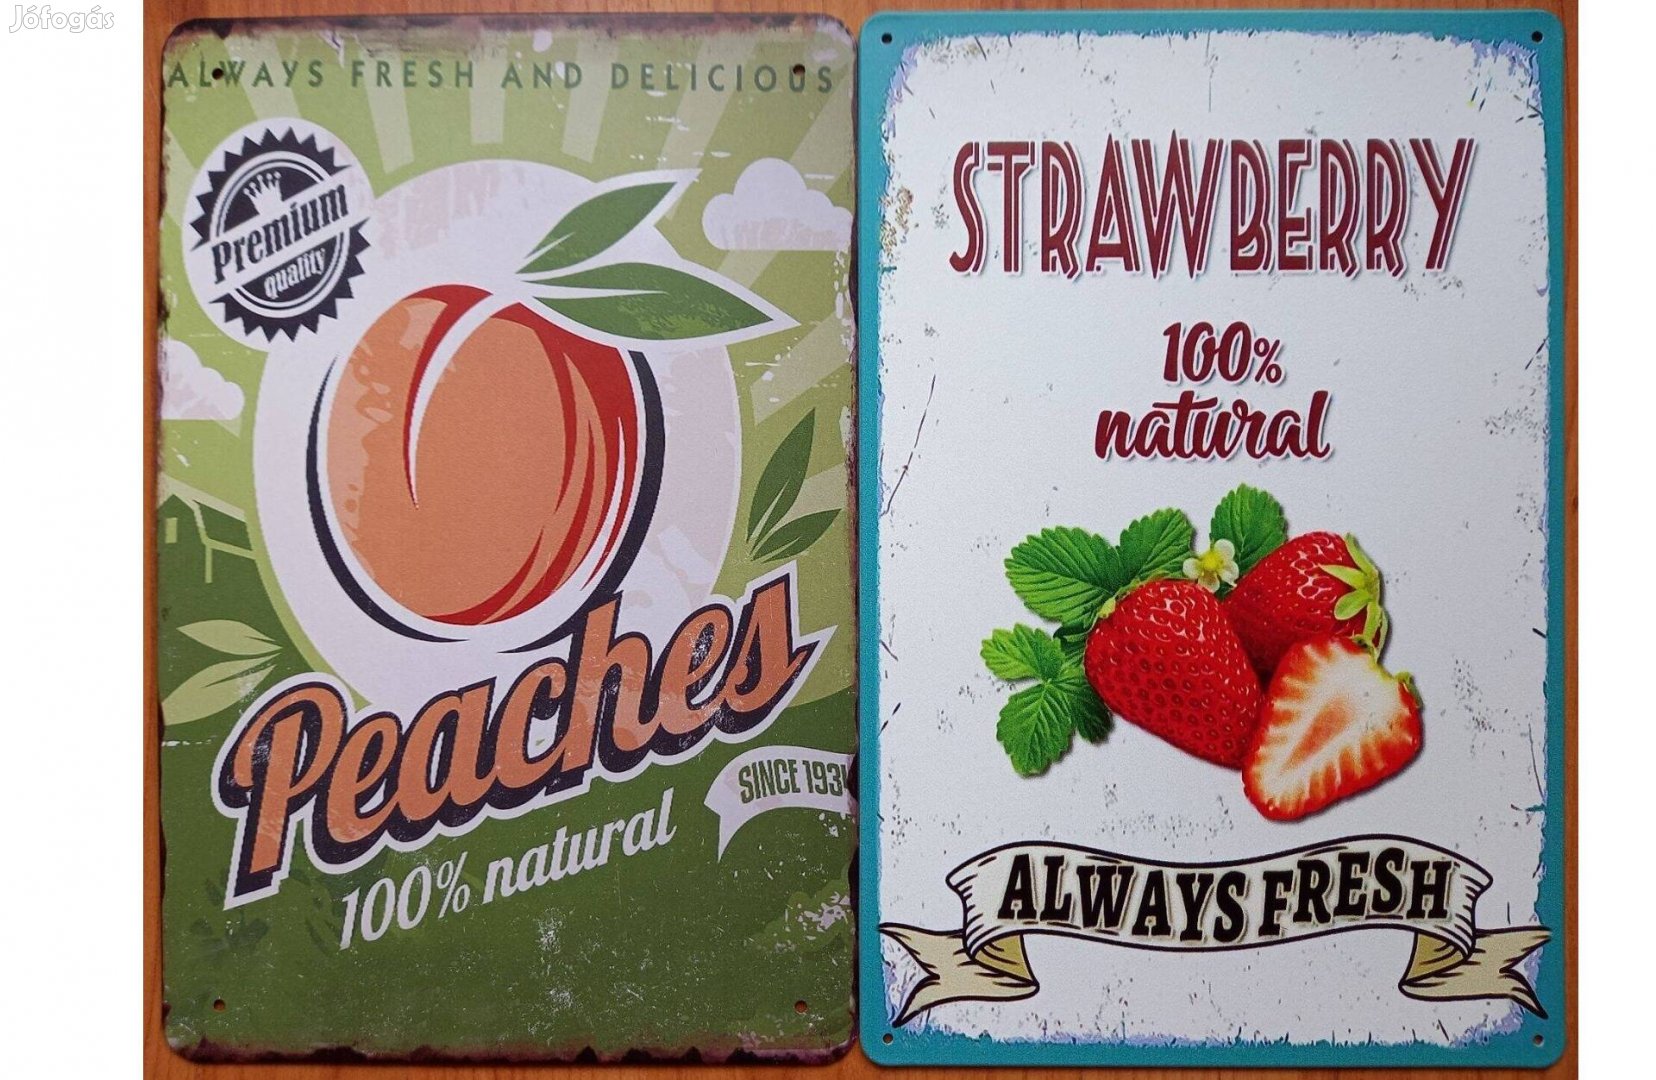 Jófogás
ALWAYS FRESH AND DELICIOUS
Premium
quality
Peaches
SINCE 193
100% natural
STRAWBERRY
100%
natural
ALWAYS FRESH